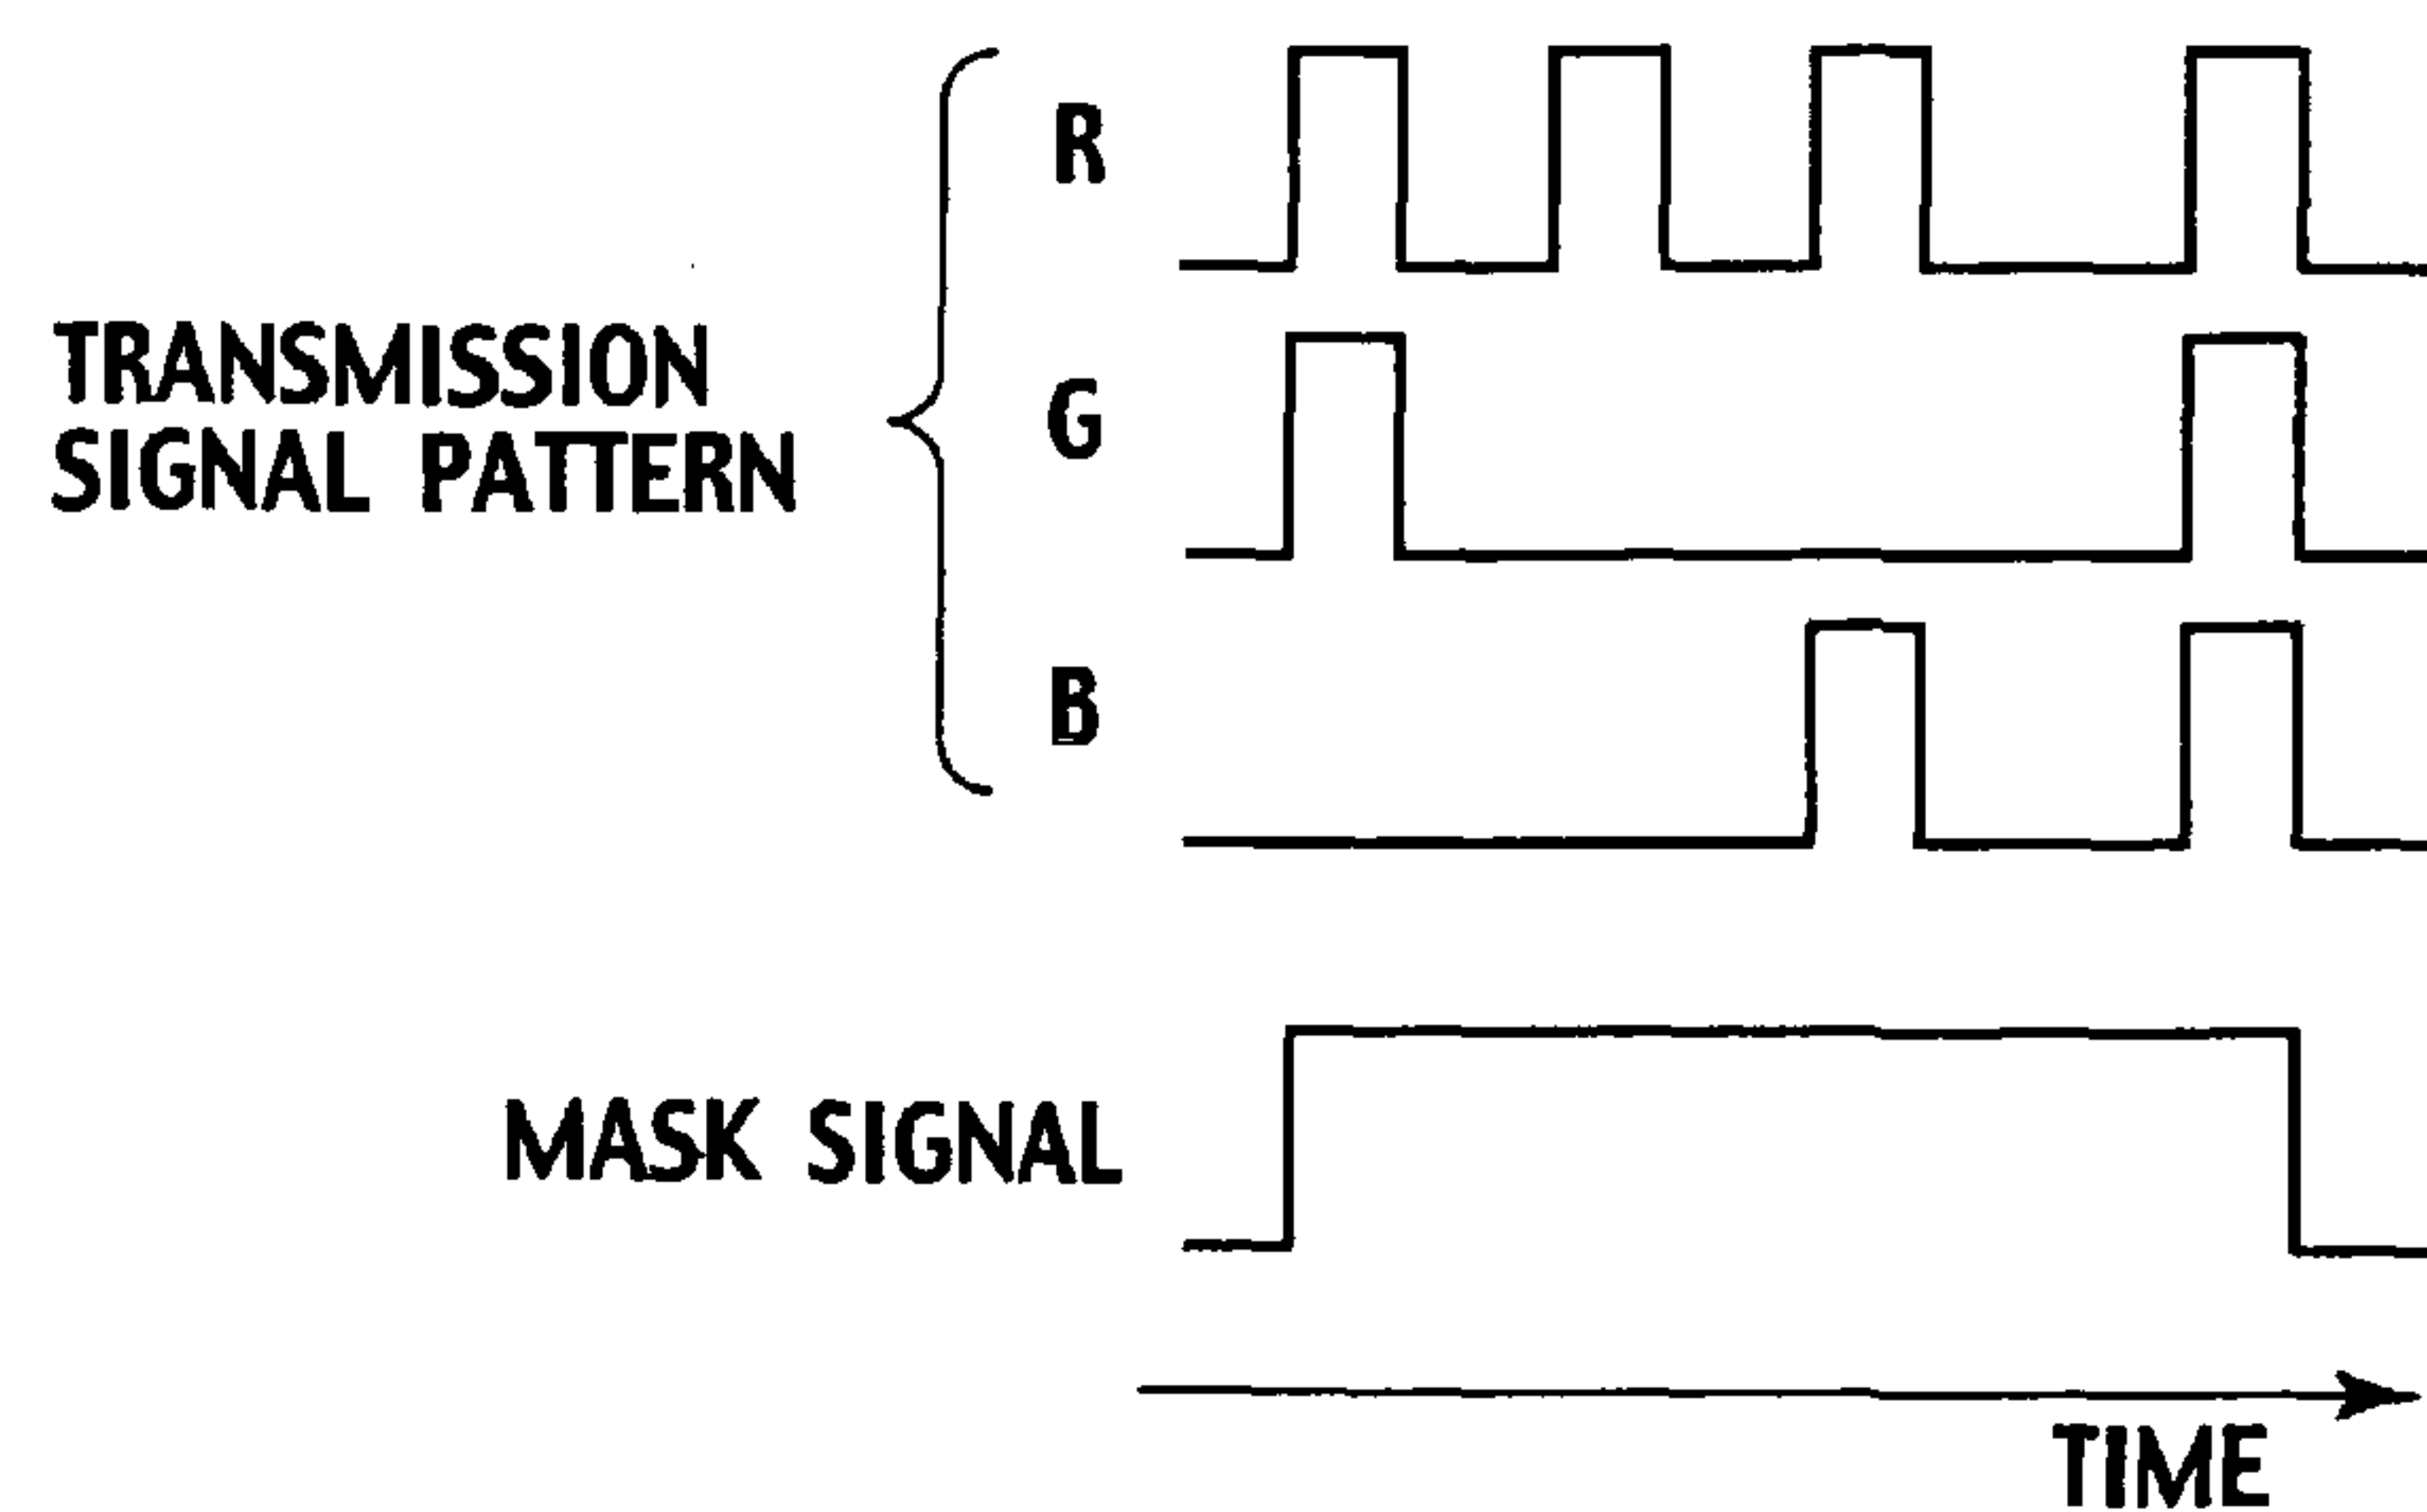 R
TRANSMISSION
SIGNAL PATTERN
G
B
MASK SIGNAL
TIME